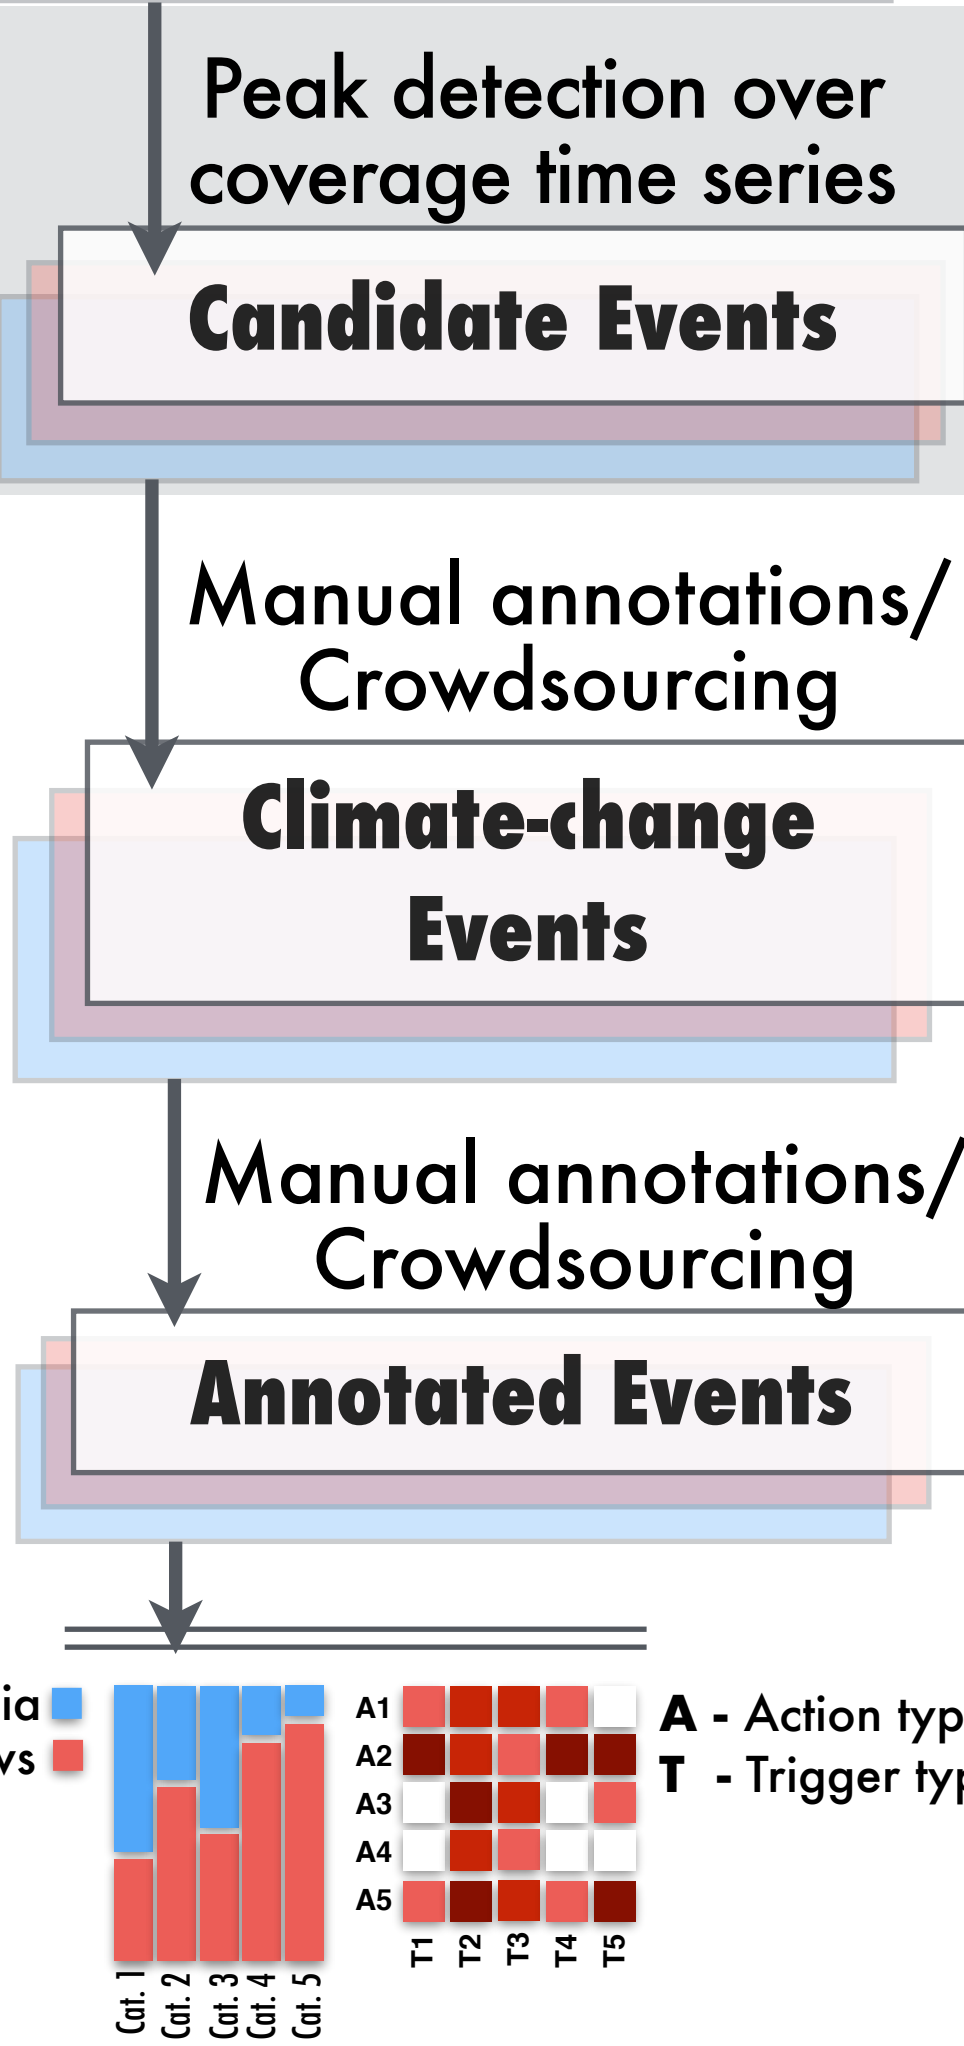 Peak detection over
coverage time series
Candidate Events
Manual annotations/
Crowdsourcing
Climate-change
Events
Manual annotations/
Crowdsourcing
Annotated Events
A1
A2
A3
A4
A5
T1 T2 T3 T4 T5
A - Action
T - Trigger
Cat. 1 Cat. 2 Cat. 3 Cat. 4 Cat. 5